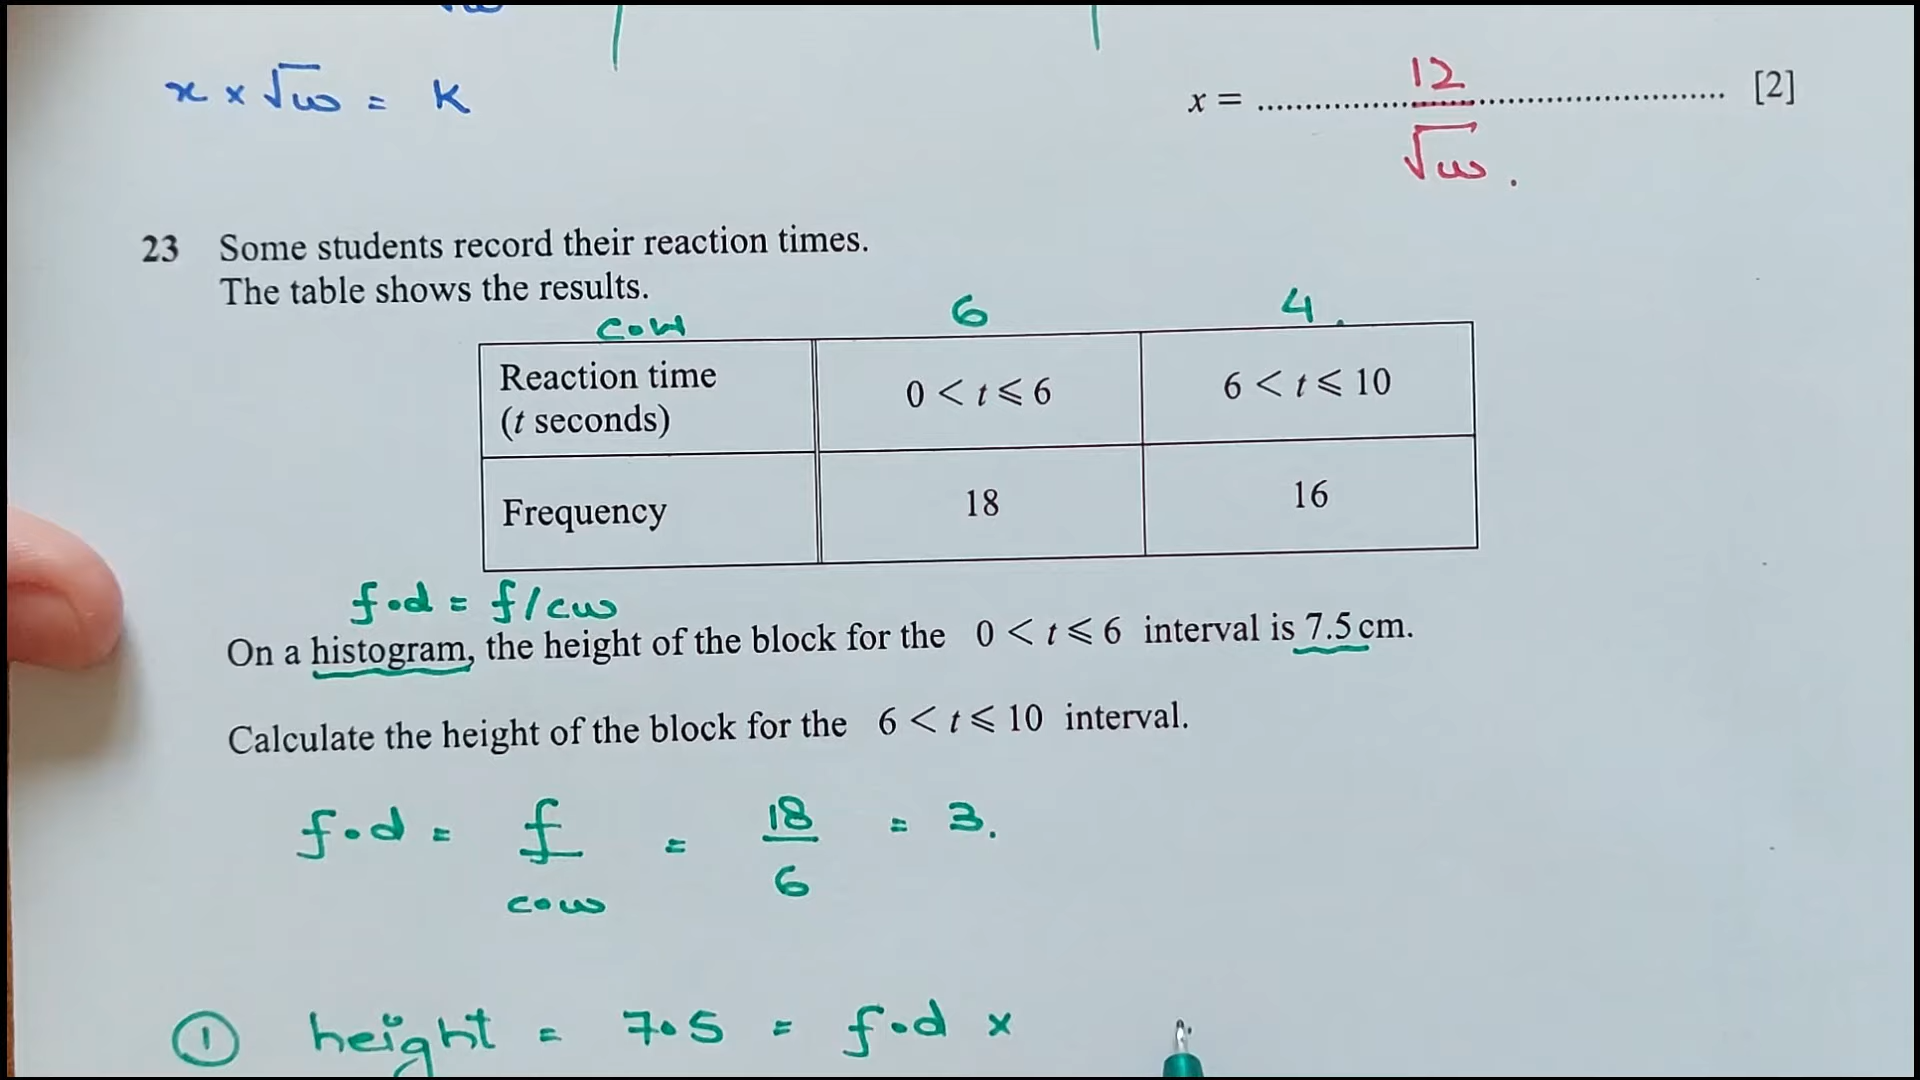 x × √w = K
x = ........ 12/√w. ........ [2]
23 Some students record their reaction times.
The table shows the results.
c•w 6 4.
Reaction time (t seconds) 0 < t ⩽ 6 6 < t ⩽ 10
Frequency 18 16
f•d = f/cw
On a histogram, the height of the block for the 0 < t ⩽ 6 interval is 7.5 cm.
Calculate the height of the block for the 6 < t ⩽ 10 interval.
f•d = f/c•w = 18/6 = 3.
① height = 7•5 = f•d ×